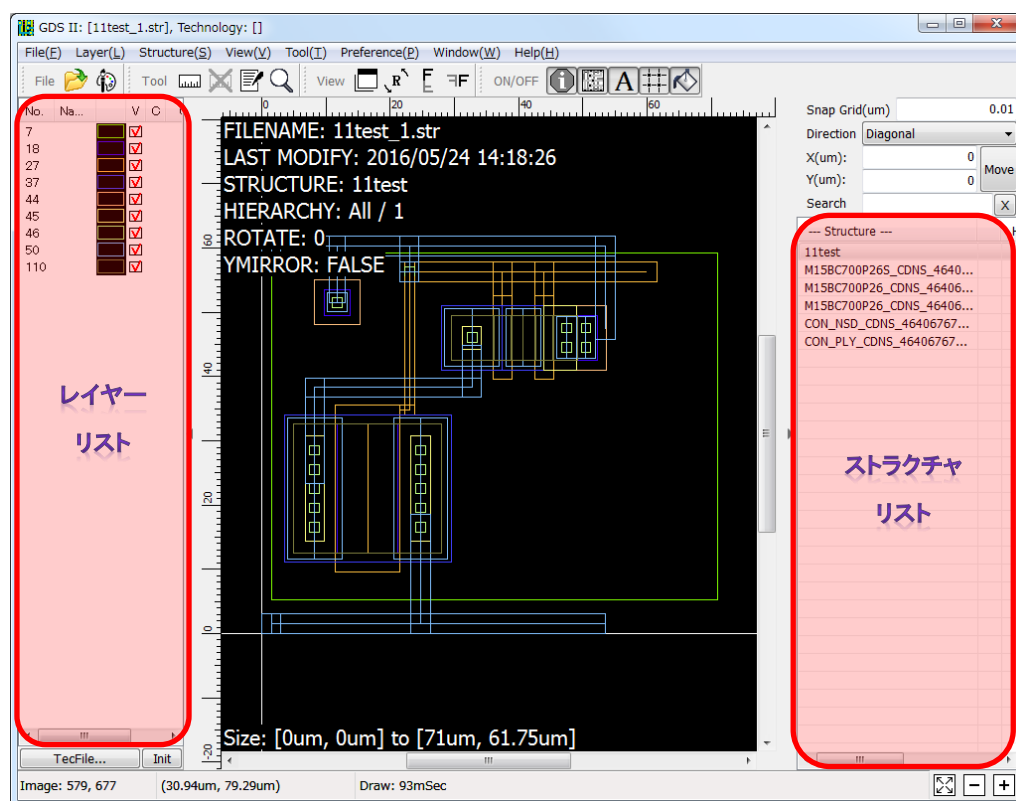 GDS II: [11test_1.str], Technology: []
File(F) Layer(L) Structure(S) View(V) Tool(T) Preference(P) Window(W) Help(H)
File Tool View ON/OFF
No. Na... V C
7
18
27
37
44
45
46
50
110
レイヤー
リスト
TecFile... Init
0 20 40 60
60
40
20
0
-20
FILENAME: 11test_1.str
LAST MODIFY: 2016/05/24 14:18:26
STRUCTURE: 11test
HIERARCHY: All / 1
ROTATE: 0
YMIRROR: FALSE
Size: [0um, 0um] to [71um, 61.75um]
Snap Grid(um) 0.01
Direction Diagonal
X(um): 0
Y(um): 0
Move
Search X
--- Structure --- H
11test
M15BC700P26S_CDNS_4640...
M15BC700P26_CDNS_46406...
M15BC700P26_CDNS_46406...
CON_NSD_CDNS_46406767...
CON_PLY_CDNS_46406767...
ストラクチャ
リスト
Image: 579, 677 (30.94um, 79.29um) Draw: 93mSec